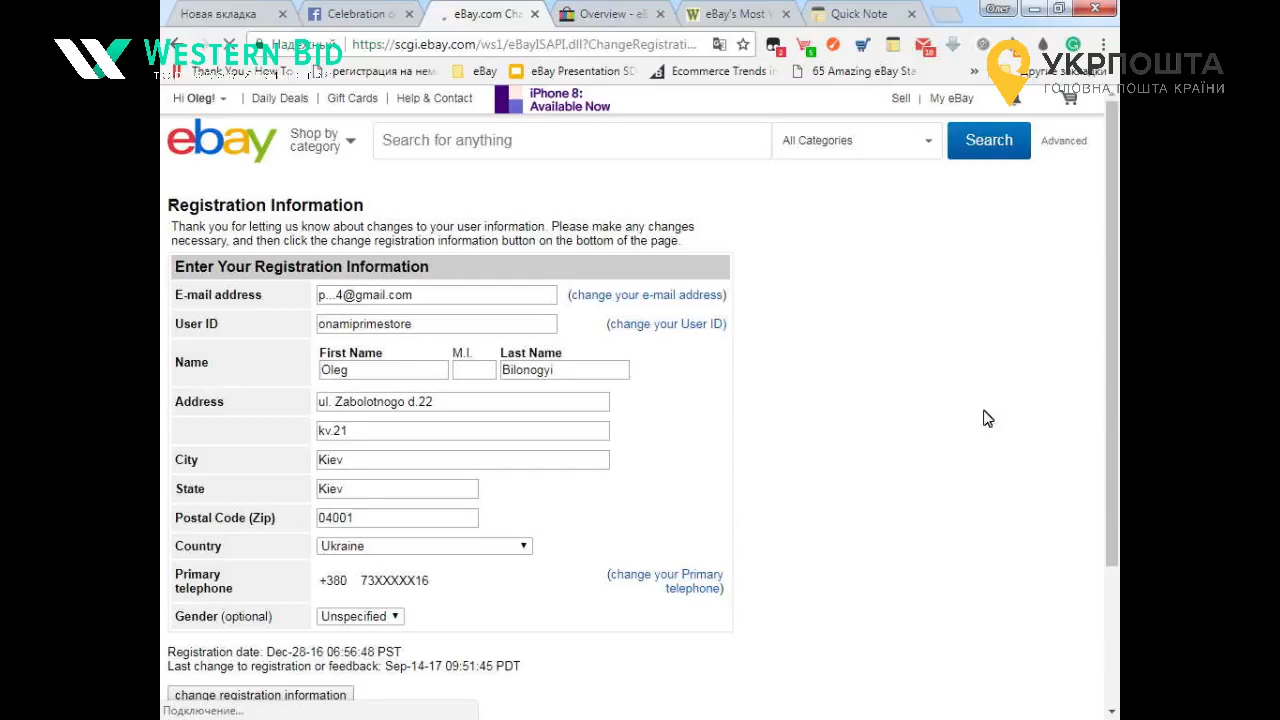 Новая вкладка
Celebration
eBay.com Cha
Overview - eB
eBay's Most
Quick Note
Олег
https://scgi.ebay.com/ws1/eBayISAPI.dll?ChangeRegistrati...
WESTERN BID
УКРПОШТА
ГОЛОВНА ПОШТА КРАЇНИ
регистрация на нем
eBay
eBay Presentation SD
Ecommerce Trends in
65 Amazing eBay Sta
»
Hi Oleg!
Daily Deals
Gift Cards
Help & Contact
iPhone 8:
Available Now
Sell
My eBay
ebay
Shop by
category
Search for anything
All Categories
Search
Advanced
Registration Information
Thank you for letting us know about changes to your user information. Please make any changes
necessary, and then click the change registration information button on the bottom of the page.
Enter Your Registration Information
E-mail address
p...4@gmail.com
(change your e-mail address)
User ID
onamiprimestore
(change your User ID)
Name
First Name
M.I.
Last Name
Oleg
Bilonogyi
Address
ul. Zabolotnogo d.22
kv.21
City
Kiev
State
Kiev
Postal Code (Zip)
04001
Country
Ukraine
Primary
telephone
+380 73XXXXX16
(change your Primary
telephone)
Gender (optional)
Unspecified
Registration date: Dec-28-16 06:56:48 PST
Last change to registration or feedback: Sep-14-17 09:51:45 PDT
change registration information
Подключение...